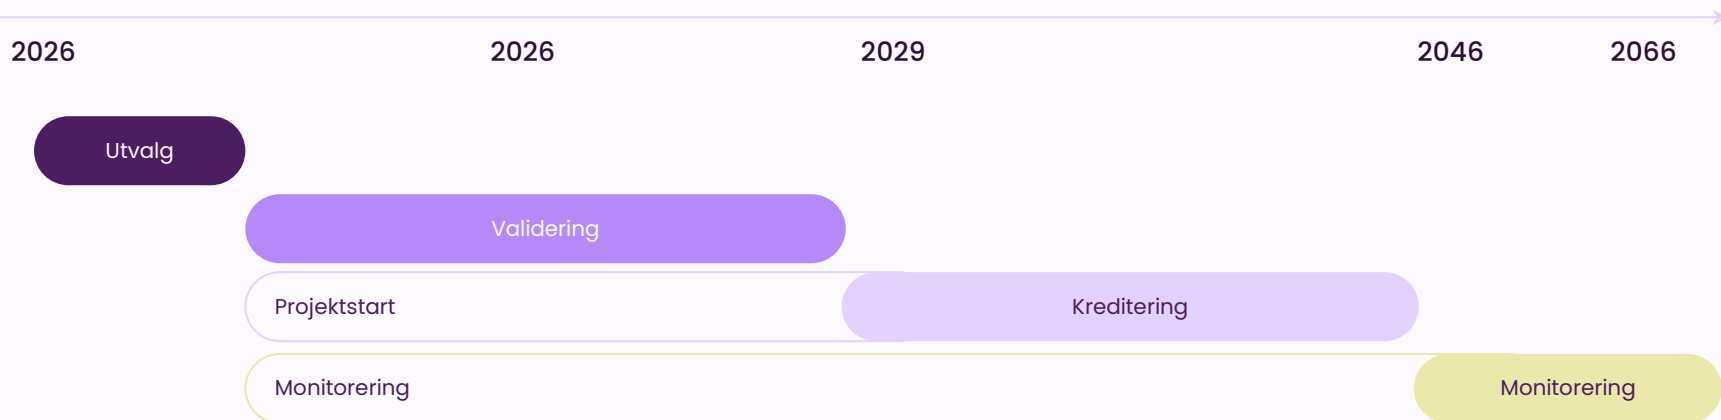 2026 2026 2029 2046 2066
Utvalg
Validering
Projektstart Kreditering
Monitorering Monitorering